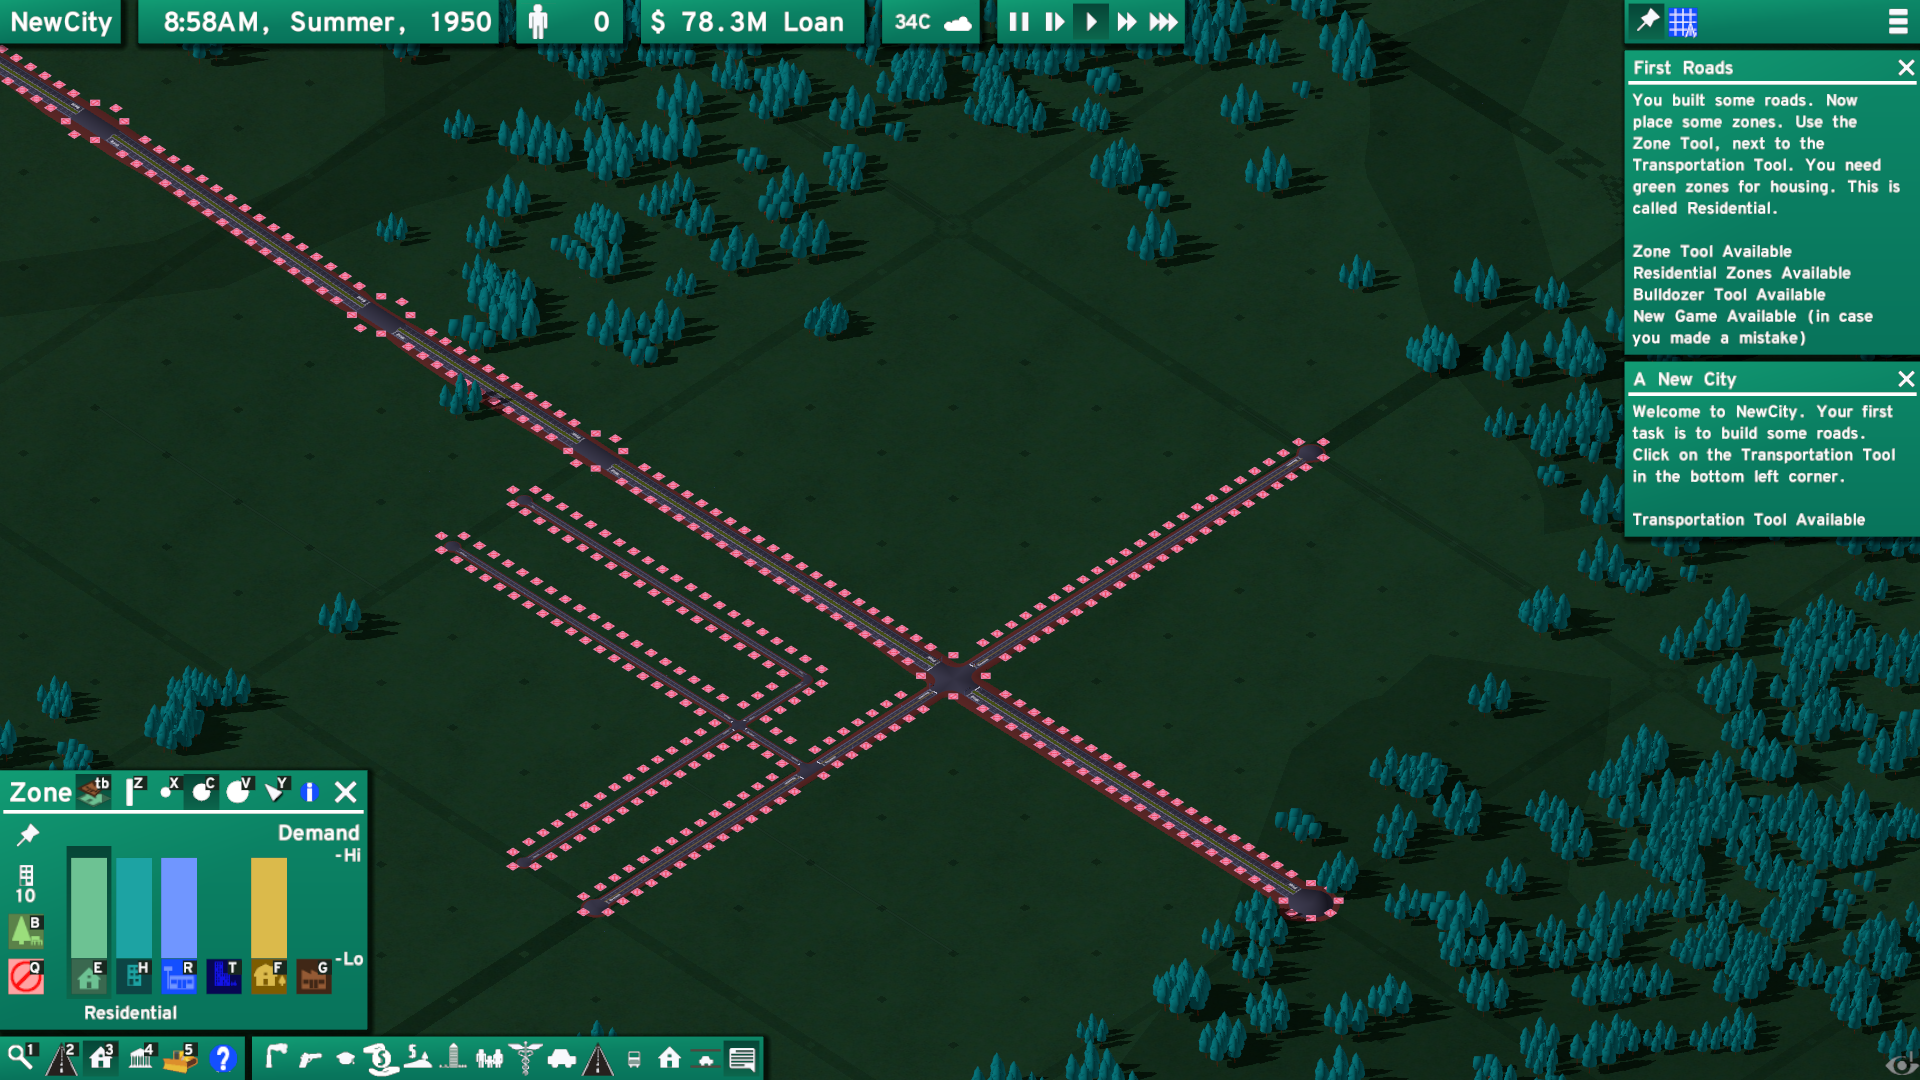 NewCity
8:58AM, Summer, 1950
0
$ 78.3M Loan
34C
First Roads
You built some roads. Now
place some zones. Use the
Zone Tool, next to the
Transportation Tool. You need
green zones for housing. This is
called Residential.
Zone Tool Available
Residential Zones Available
Bulldozer Tool Available
New Game Available (in case
you made a mistake)
A New City
Welcome to NewCity. Your first
task is to build some roads.
Click on the Transportation Tool
in the bottom left corner.
Transportation Tool Available
Zone tb Z X C V Y i
Demand
-Hi
10
B
-Lo
Q E H R T F G
Residential
1 2 3 4 5 ?